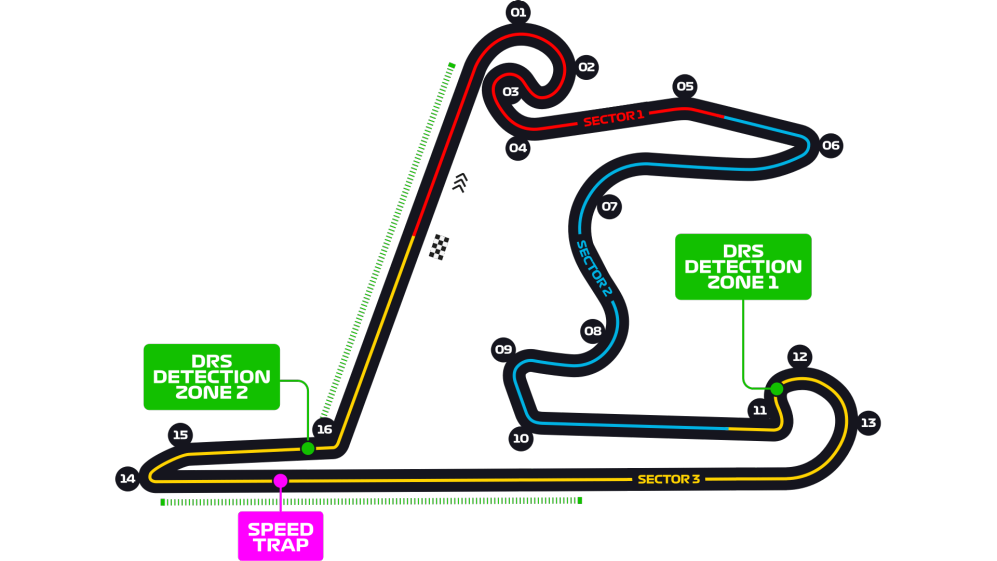 01
02
03
04
05
SECTOR 1
06
07
SECTOR 2
DRS
DETECTION
ZONE 1
08
09
10
11
12
13
DRS
DETECTION
ZONE 2
16
15
14
SECTOR 3
SPEED
TRAP